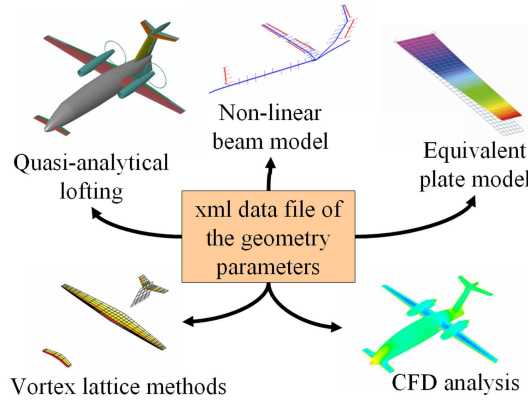 Non-linear
beam model
Quasi-analytical
lofting
Equivalent
plate model
xml data file of
the geometry
parameters
Vortex lattice methods
CFD analysis